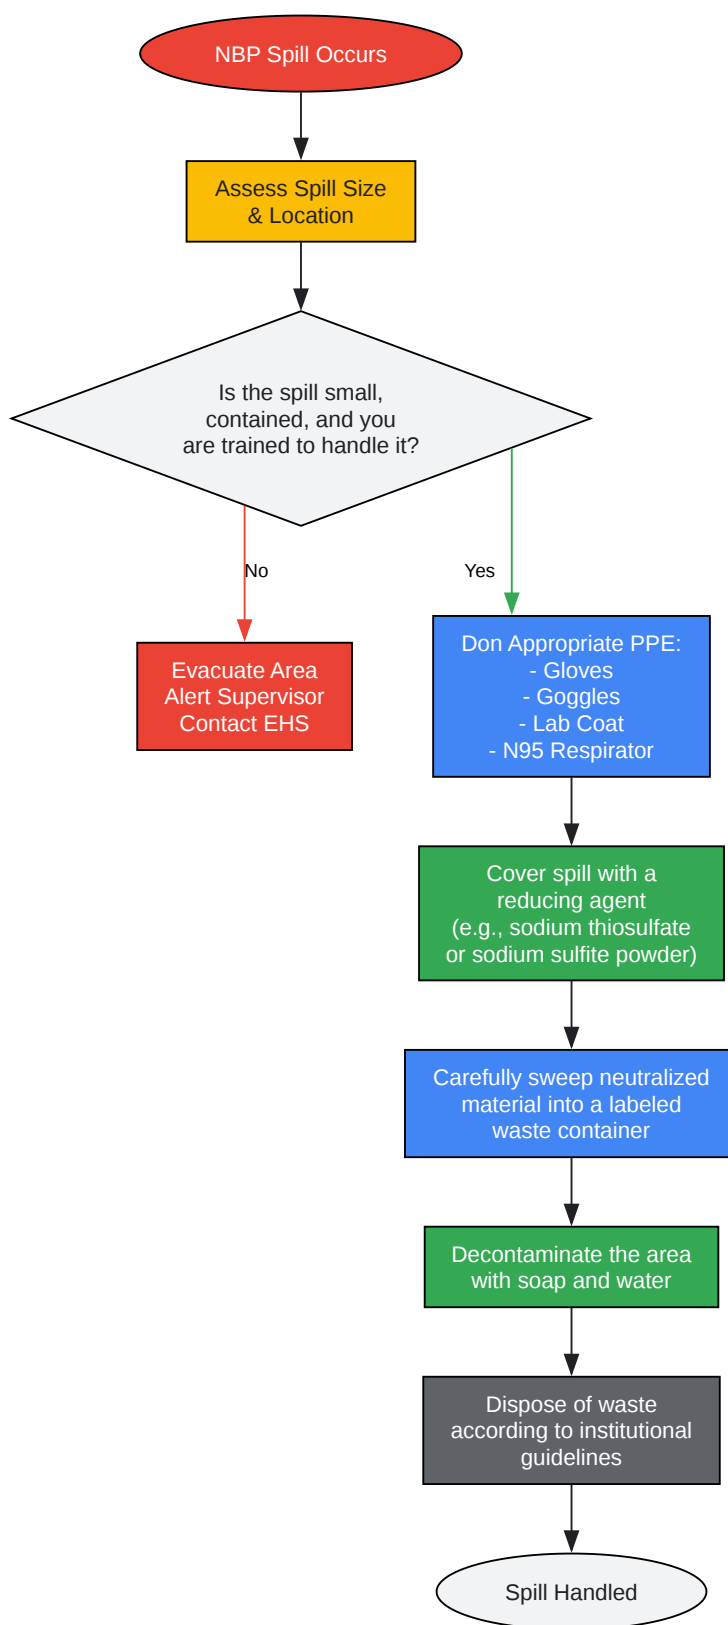 NBP Spill Occurs
Assess Spill Size
& Location
Is the spill small,
contained, and you
are trained to handle it?
No
Yes
Evacuate Area
Alert Supervisor
Contact EHS
Don Appropriate PPE:
- Gloves
- Goggles
- Lab Coat
- N95 Respirator
Cover spill with a
reducing agent
(e.g., sodium thiosulfate
or sodium sulfite powder)
Carefully sweep neutralized
material into a labeled
waste container
Decontaminate the area
with soap and water
Dispose of waste
according to institutional
guidelines
Spill Handled